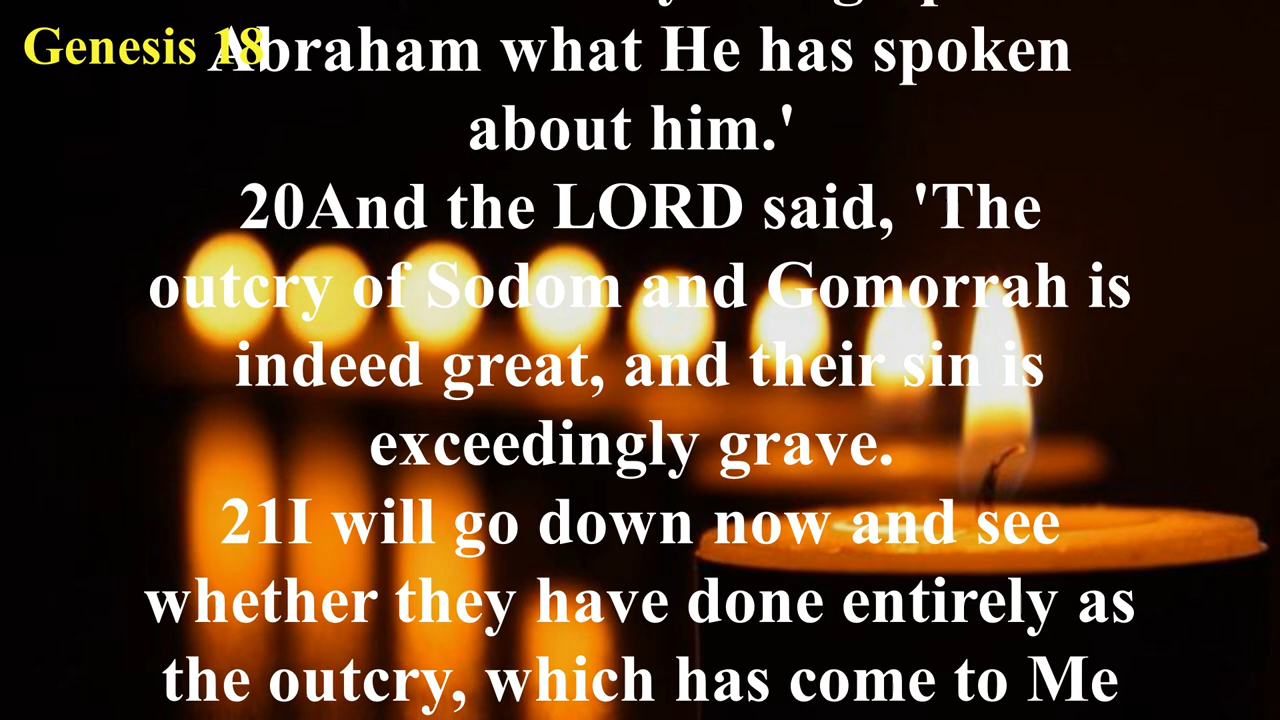 Genesis 18
Abraham what He has spoken
about him.'
20And the LORD said, 'The
outcry of Sodom and Gomorrah is
indeed great, and their sin is
exceedingly grave.
21I will go down now and see
whether they have done entirely as
the outcry, which has come to Me